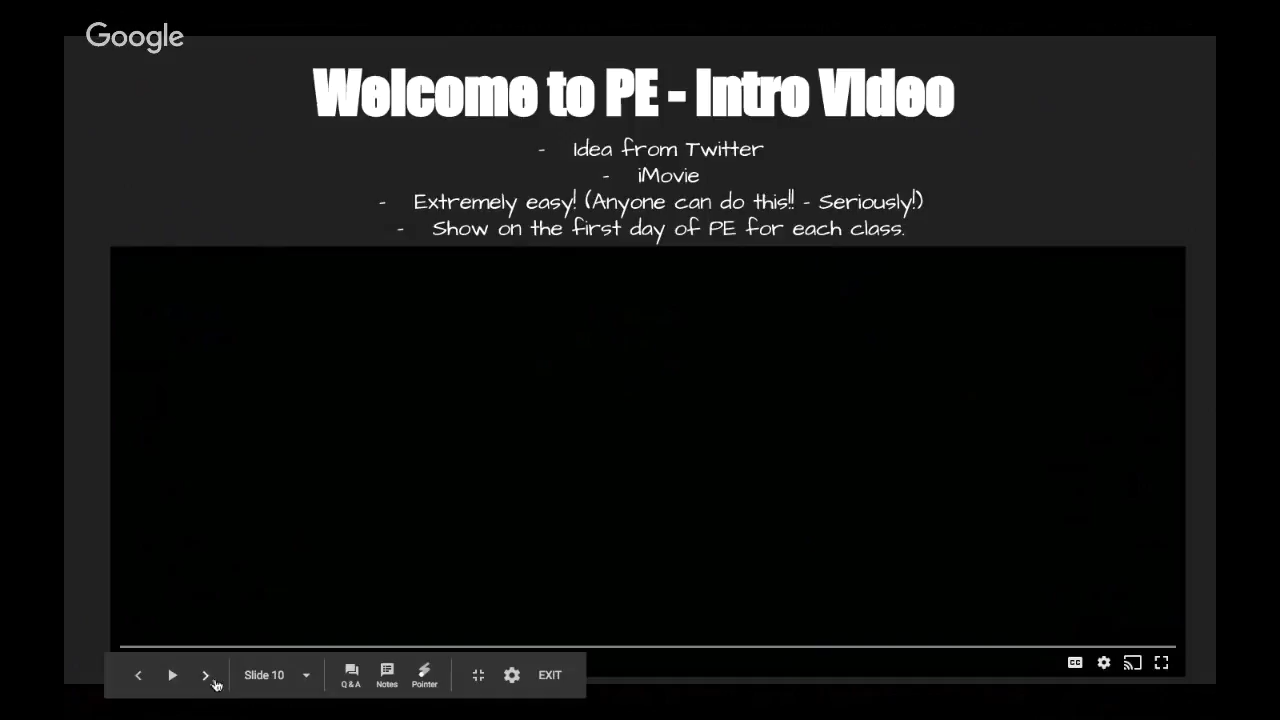 Google
Welcome to PE - Intro Video
- Idea from Twitter
- iMovie
- Extremely easy! (Anyone can do this!! - Seriously!)
- Show on the first day of PE for each class.
CC
Slide 10
Q & A
Notes
Pointer
EXIT